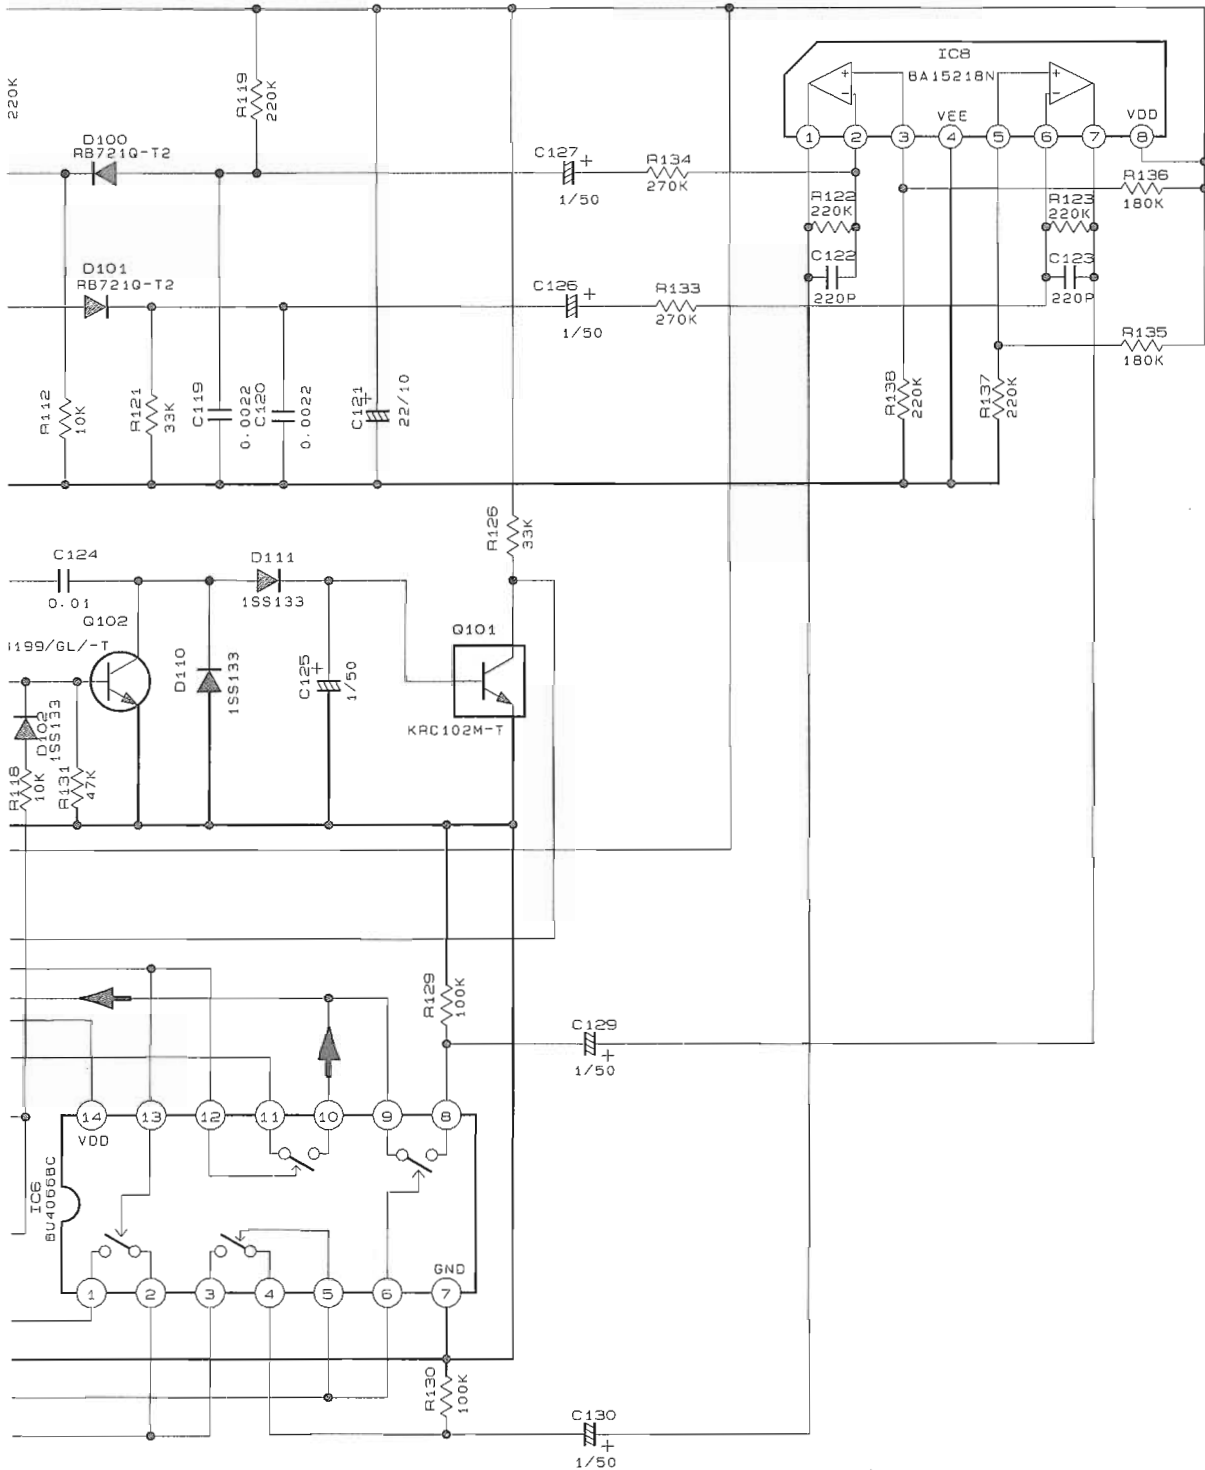 220K
R119
220K
IC8
BA15218N
+
-
+
-
VEE
VDD
1
2
3
4
5
6
7
8
D100
RB721Q-T2
C127
+
1/50
R134
270K
R136
180K
R122
220K
R123
220K
C122
220P
C123
220P
D101
RB721Q-T2
C126
+
1/50
R133
270K
R135
180K
R112
10K
R121
33K
C119
0.0022
C120
0.0022
C121
+
22/10
R138
220K
R137
220K
R126
33K
C124
0.01
D111
1SS133
Q102
199/GL/-T
D110
1SS133
C125
+
1/50
Q101
KRC102M-T
D102
1SS133
R118
10K
R131
47K
R129
100K
C129
+
1/50
14
13
12
11
10
9
8
VDD
IC6
BU4066BC
GND
1
2
3
4
5
6
7
R130
100K
C130
+
1/50